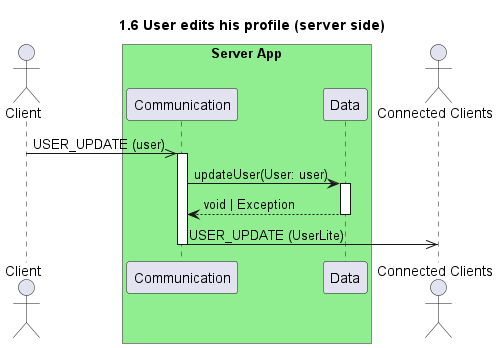 1.6 User edits his profile (server side)
Server App
Client
Communication
Data
Connected Clients
USER_UPDATE (user)
updateUser(User: user)
void | Exception
USER_UPDATE (UserLite)
Client
Communication
Data
Connected Clients